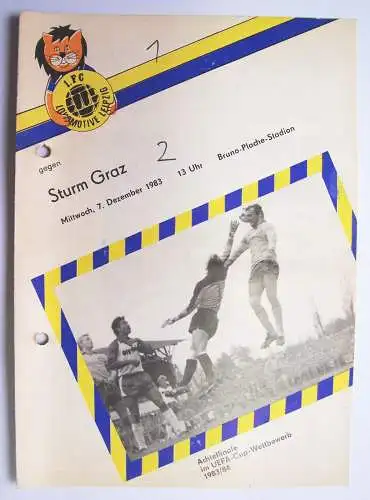 1. FC
LOKOMOTIVE LEIPZIG
1
gegen
Sturm Graz 2
Mittwoch, 7. Dezember 1983 13 Uhr Bruno-Plache-Stadion
Achtelfinale
im UEFA-Cup-Wettbewerb
1983/84